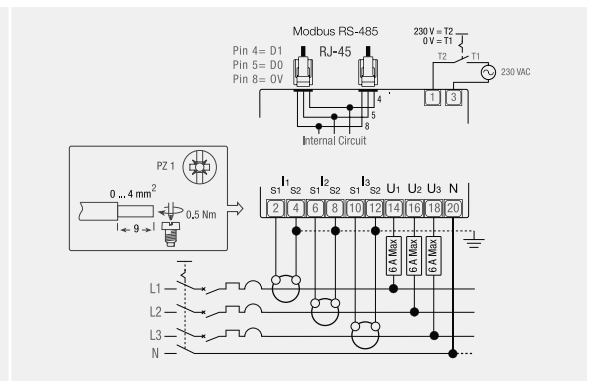 Modbus RS-485
230 V = T2
0 V = T1
Pin 4= D1
RJ-45
Pin 5= D0
T2 T1
Pin 8= 0V
230 VAC
4
1 3
5
8
Internal Circuit
PZ 1
0 ... 4 mm2
0.5 Nm
9
I1 I2 I3 U1 U2 U3 N
S1 S2 S1 S2 S1 S2
2 4 6 8 10 12 14 16 18 20
6 A Max 6 A Max 6 A Max
L1
L2
L3
N